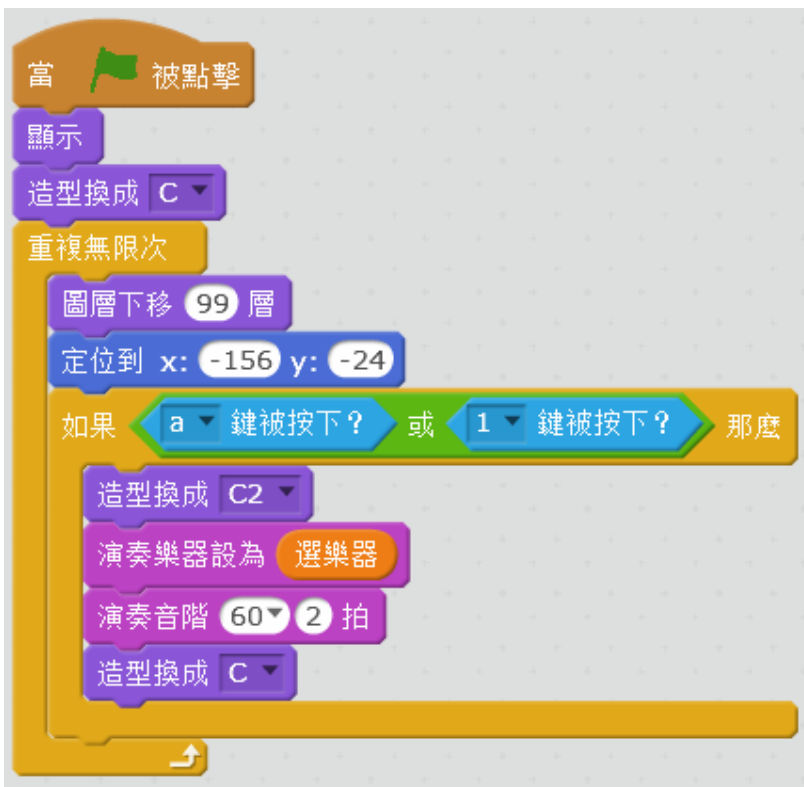 當 被點擊
顯示
造型換成 C
重複無限次
圖層下移 99 層
定位到 x: -156 y: -24
如果 a 鍵被按下? 或 1 鍵被按下? 那麼
造型換成 C2
演奏樂器設為 選樂器
演奏音階 60 2 拍
造型換成 C